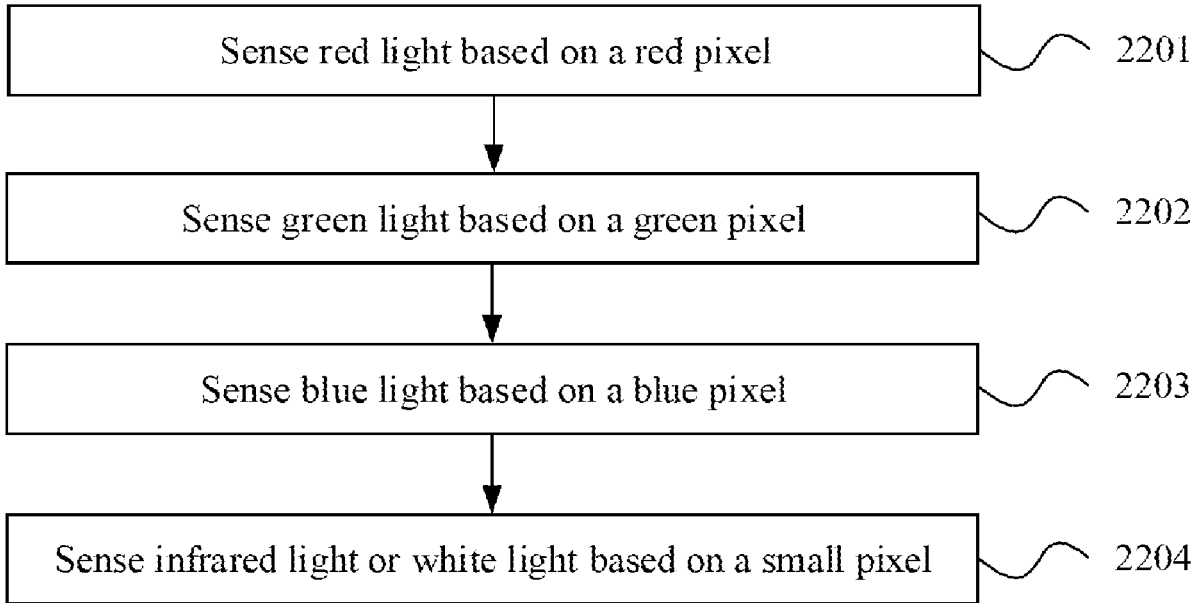 Sense red light based on a red pixel 2201
Sense green light based on a green pixel 2202
Sense blue light based on a blue pixel 2203
Sense infrared light or white light based on a small pixel 2204